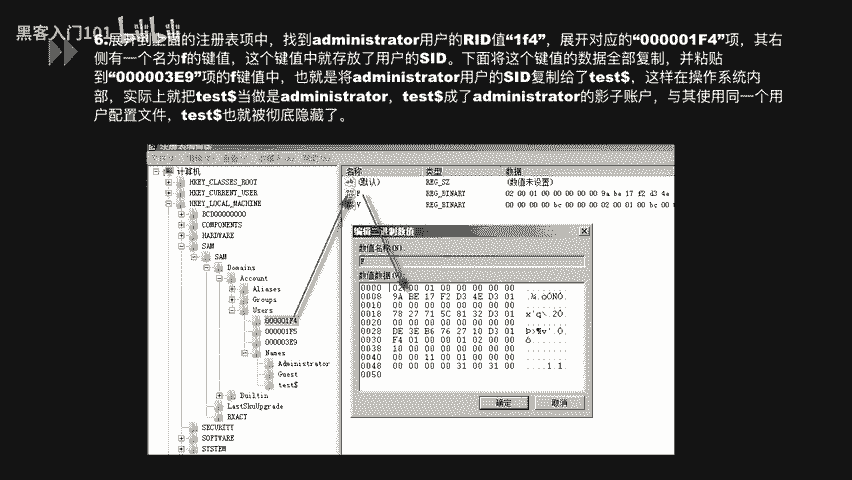 黑客入门101
6.展开到上面的注册表项中，找到administrator用户的RID值“1f4”，展开对应的“000001F4”项，其右
侧有一个名为f的键值，这个键值中就存放了用户的SID。下面将这个键值的数据全部复制，并粘贴
到“000003E9”项的f键值中，也就是将administrator用户的SID复制给了test$，这样在操作系统内
部，实际上就把test$当做是administrator，test$成了administrator的影子账户，与其使用同一个用
户配置文件，test$也就被彻底隐藏了。
注册表编辑器
计算机
HKEY_CLASSES_ROOT
HKEY_CURRENT_USER
HKEY_LOCAL_MACHINE
BCD00000000
COMPONENTS
HARDWARE
SAM
SAM
Domains
Account
Aliases
Groups
Users
000001F4
000001F5
000003E9
Names
Administrator
Guest
test$
Builtin
LastSkuUpgrade
RXACT
SECURITY
SOFTWARE
SYSTEM
名称 类型 数据
(默认) REG_SZ (数值未设置)
F REG_BINARY 02 00 01 00 00 00 00 00 9a be 17 f2 d3 4e
V REG_BINARY 00 00 00 00 bc 00 00 00 02 00 01 00 bc 00
编辑二进制数值
数值名称(N):
F
数值数据(V):
0000 02 00 01 00 00 00 00 00
0008 9A BE 17 F2 D3 4E D3 01
0010 00 00 00 00 00 00 00 00
0018 78 27 71 5C 81 32 D3 01
0020 00 00 00 00 00 00 00 00
0028 DE 3E B6 76 27 10 D3 01
0030 F4 01 00 00 01 02 00 00
0038 10 00 00 00 00 00 00 00
0040 00 00 11 00 01 00 00 00
0048 00 00 00 00 31 00 31 00
0050
确定 取消